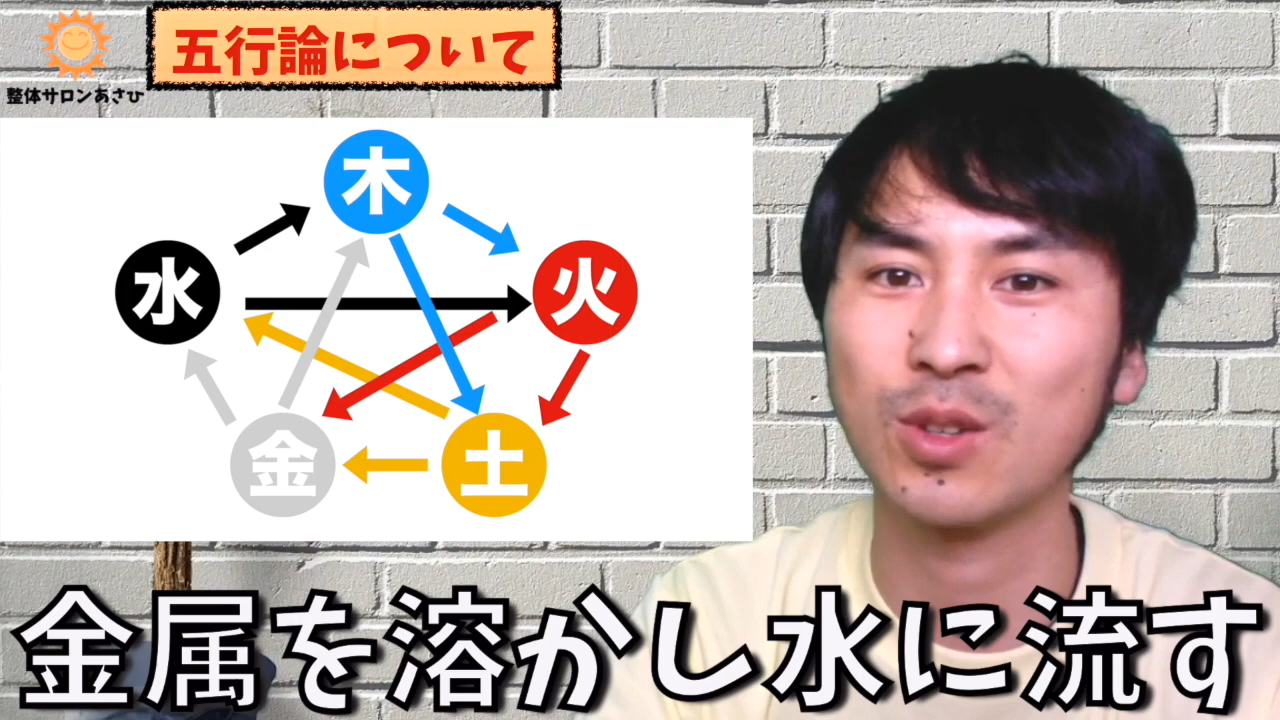 五行論について
整体サロンあさひ
木
水
火
金
土
金属を溶かし水に流す